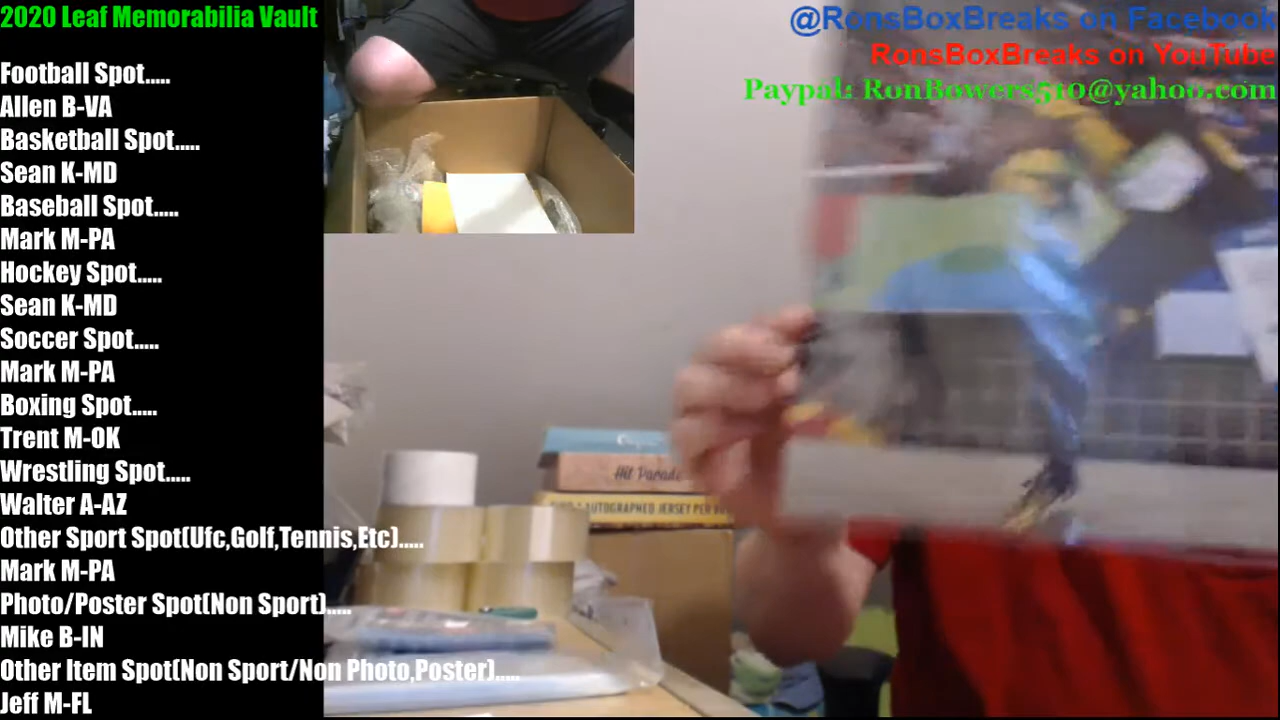 2020 Leaf Memorabilia Vault
Football Spot.....
Allen B-VA
Basketball Spot.....
Sean K-MD
Baseball Spot.....
Mark M-PA
Hockey Spot.....
Sean K-MD
Soccer Spot.....
Mark M-PA
Boxing Spot.....
Trent M-OK
Wrestling Spot.....
Walter A-AZ
Other Sport Spot(Ufc,Golf,Tennis,Etc).....
Mark M-PA
Photo/Poster Spot(Non Sport).....
Mike B-IN
Other Item Spot(Non Sport/Non Photo,Poster).....
Jeff M-FL
@RonsBoxBreaks on Facebook
RonsBoxBreaks on YouTube
Paypal: RonBowers510@yahoo.com
Hit Parade
AUTOGRAPHED JERSEY PER